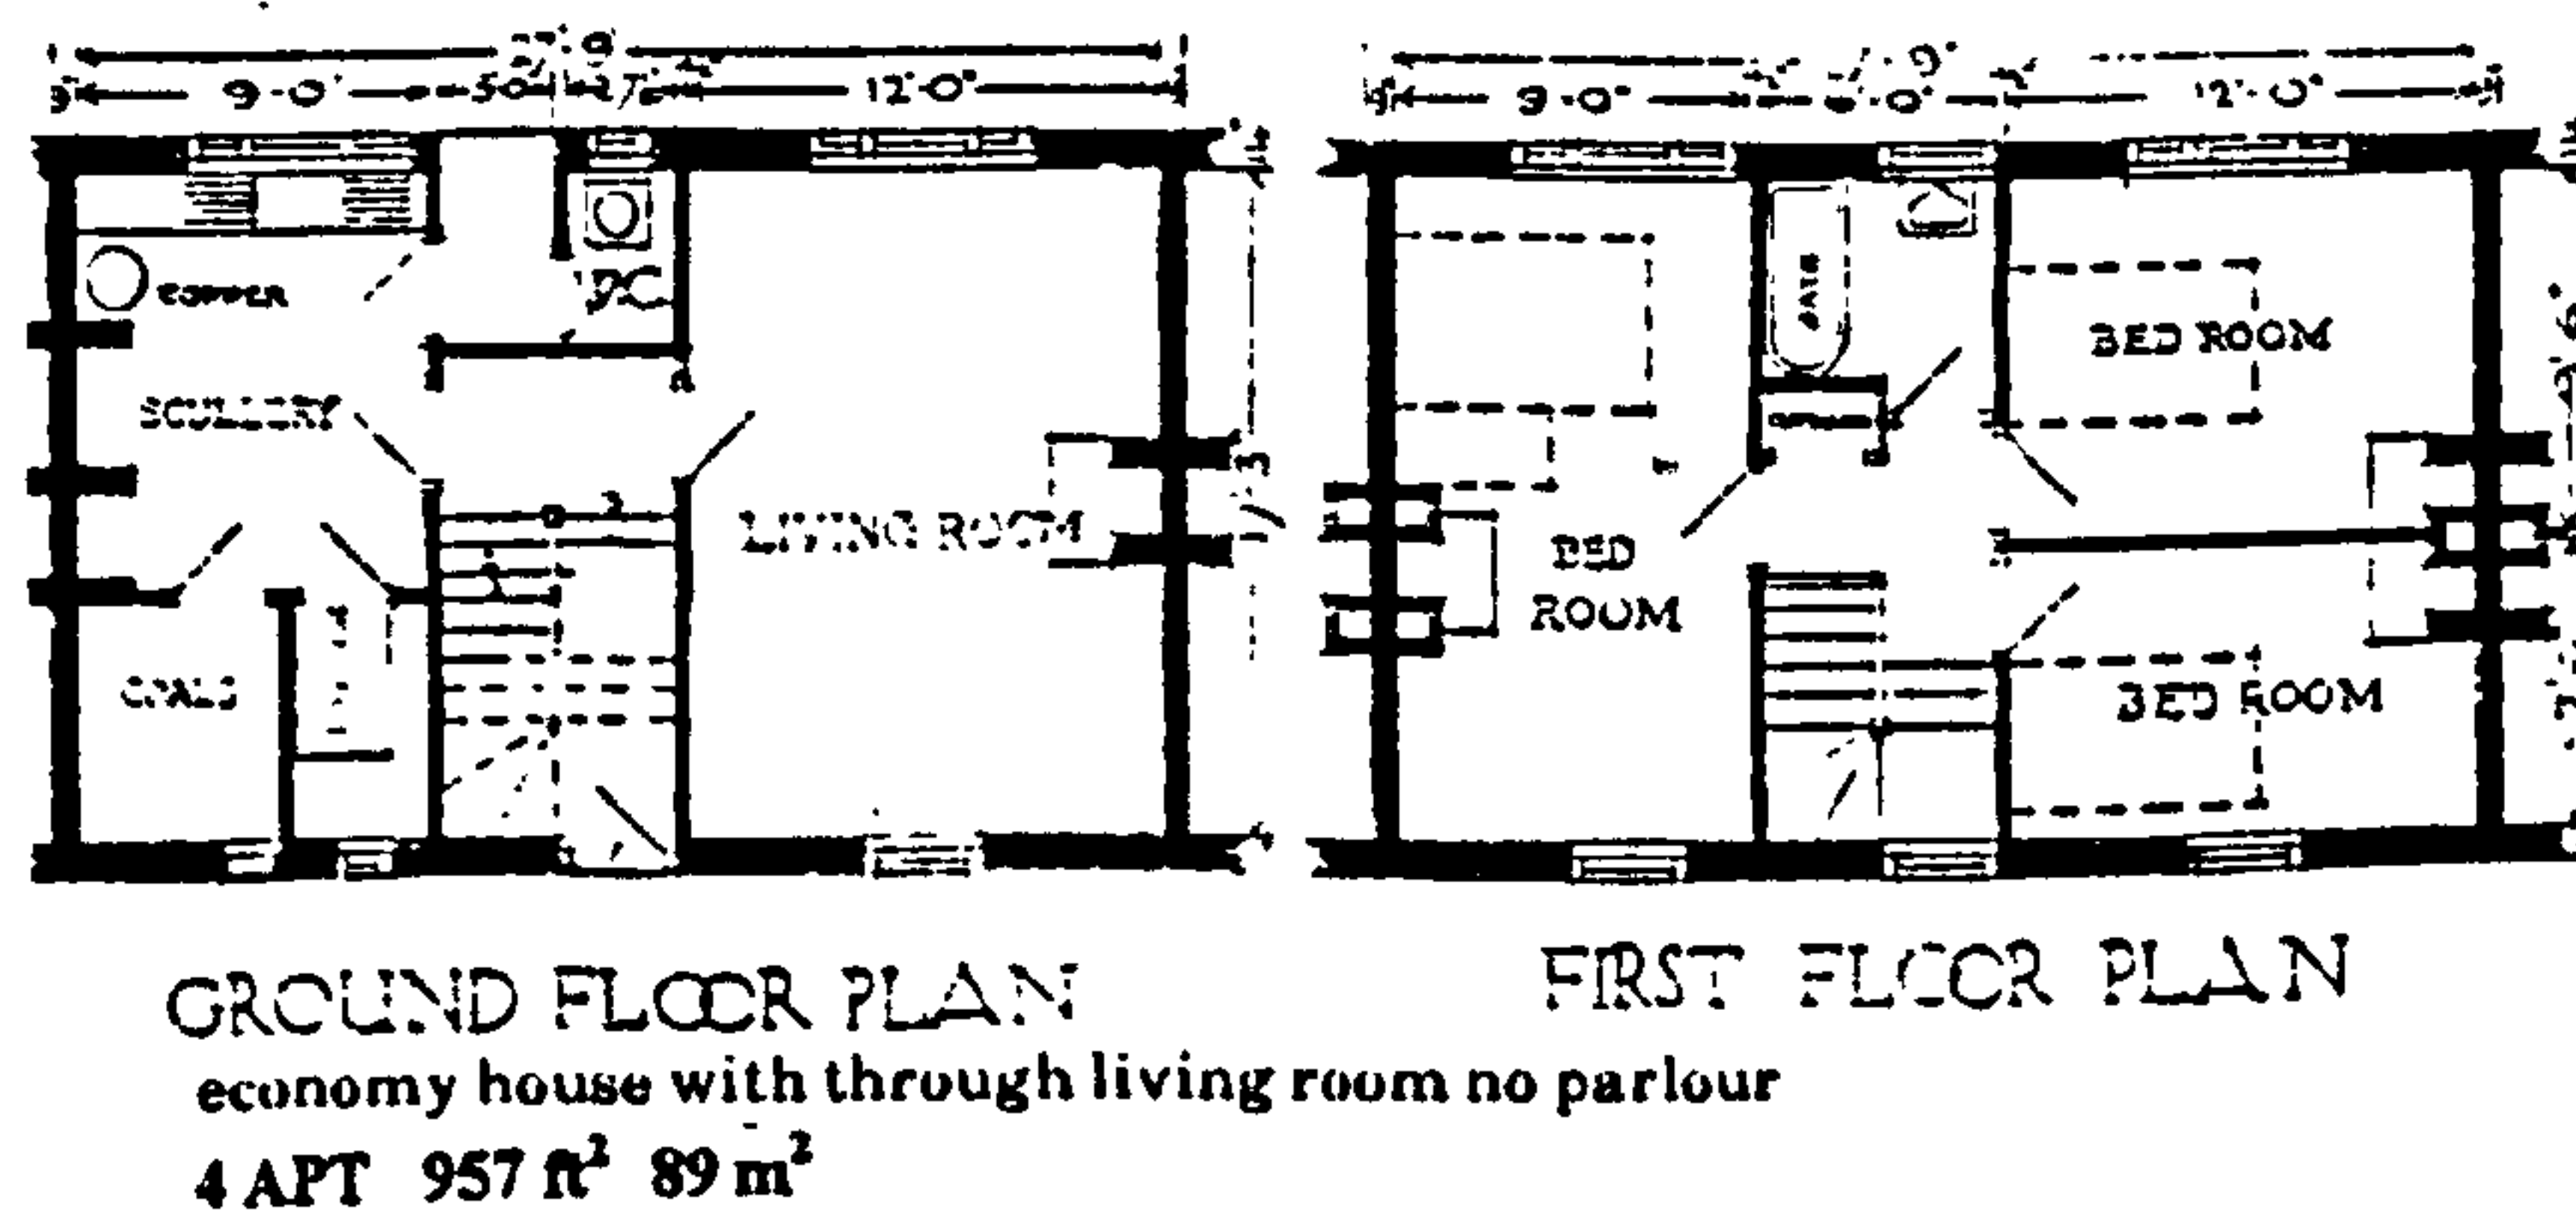 9-0"
12'-0"
9-0"
12'-0"
COPPER
SCULLERY
LIVING ROOM
COALS
BATH
BED ROOM
BED
ROOM
BED ROOM
GROUND FLOOR PLAN
FIRST FLOOR PLAN
economy house with through living room no parlour
4 APT 957 ft² 89 m²